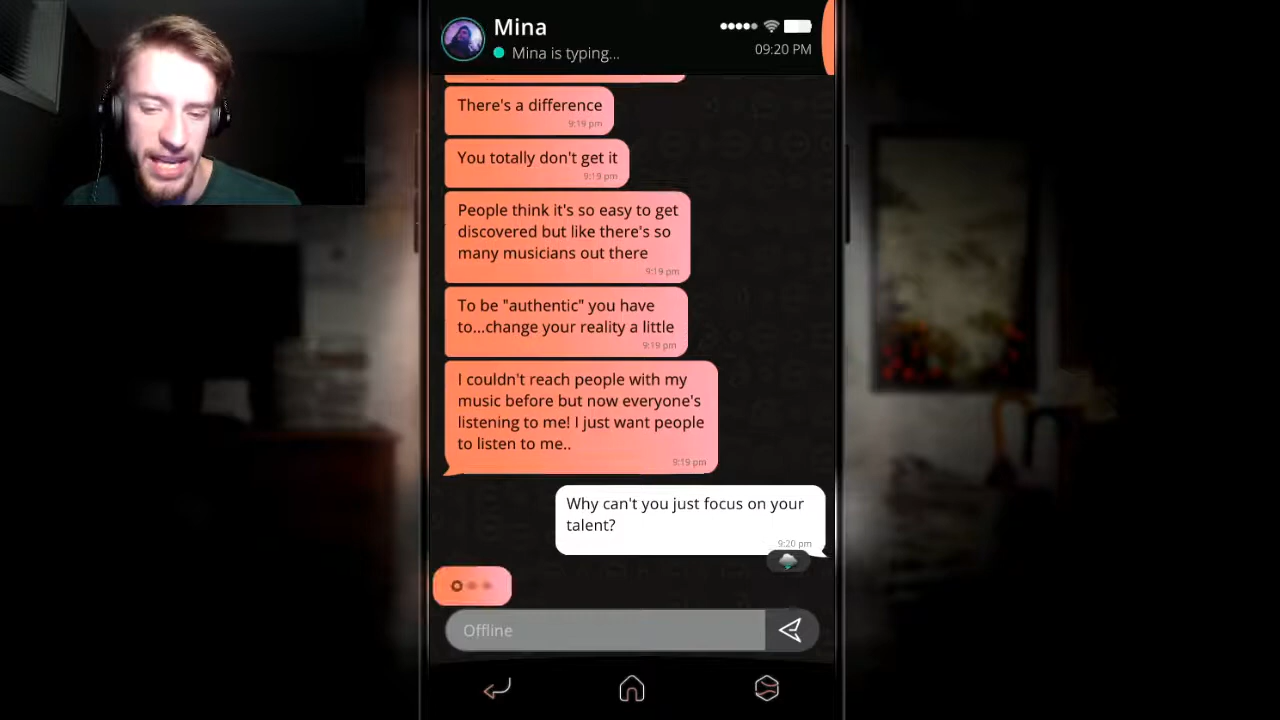 Mina
Mina is typing...
09:20 PM
There's a difference
9:19 pm
You totally don't get it
9:19 pm
People think it's so easy to get
discovered but like there's so
many musicians out there
9:19 pm
To be "authentic" you have
to...change your reality a little
9:19 pm
I couldn't reach people with my
music before but now everyone's
listening to me! I just want people
to listen to me..
9:19 pm
Why can't you just focus on your
talent?
9:20 pm
Offline